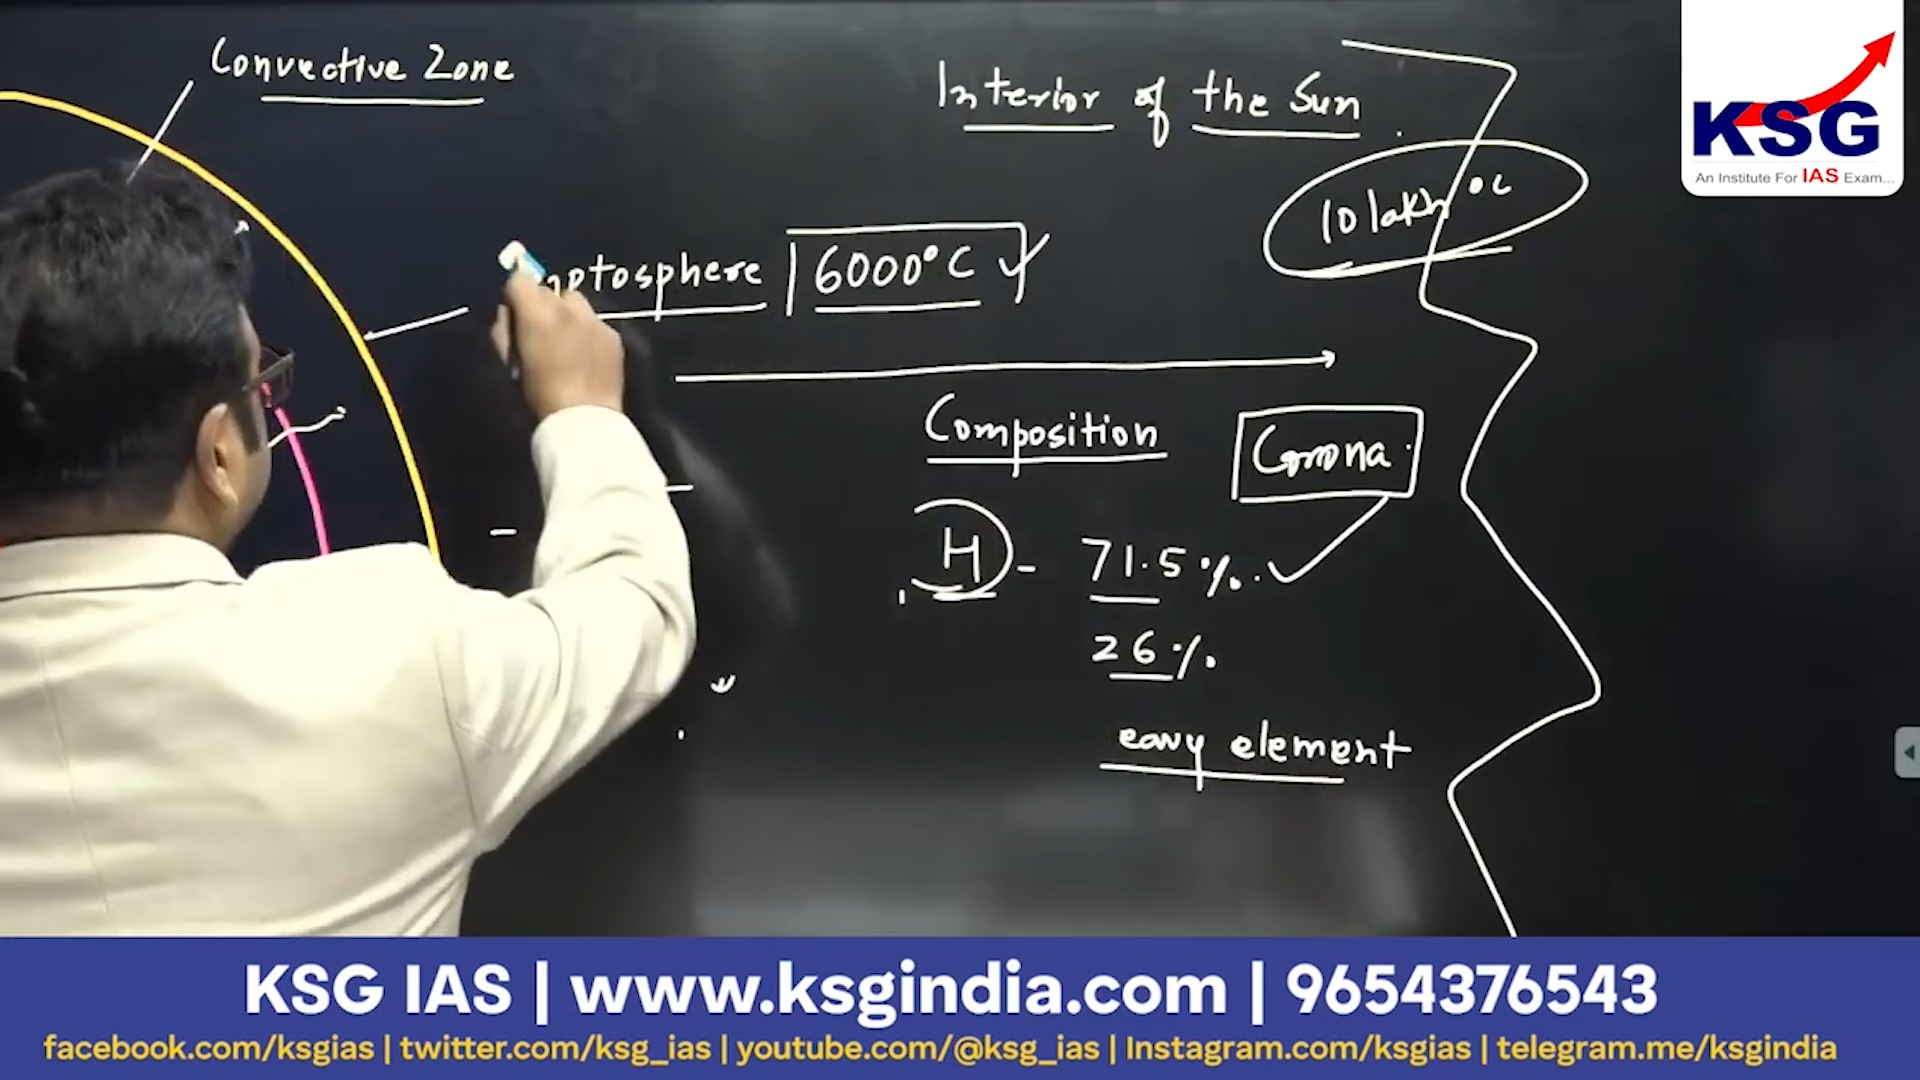 Convective Zone
Interior of the Sun
10 lakh °C
otosphere 6000°C
Composition
Corona
H - 71.5%
26%
eavy element
KSG
An Institute For IAS Exam...
KSG IAS | www.ksgindia.com | 9654376543
facebook.com/ksgias | twitter.com/ksg_ias | youtube.com/@ksg_ias | Instagram.com/ksgias | telegram.me/ksgindia